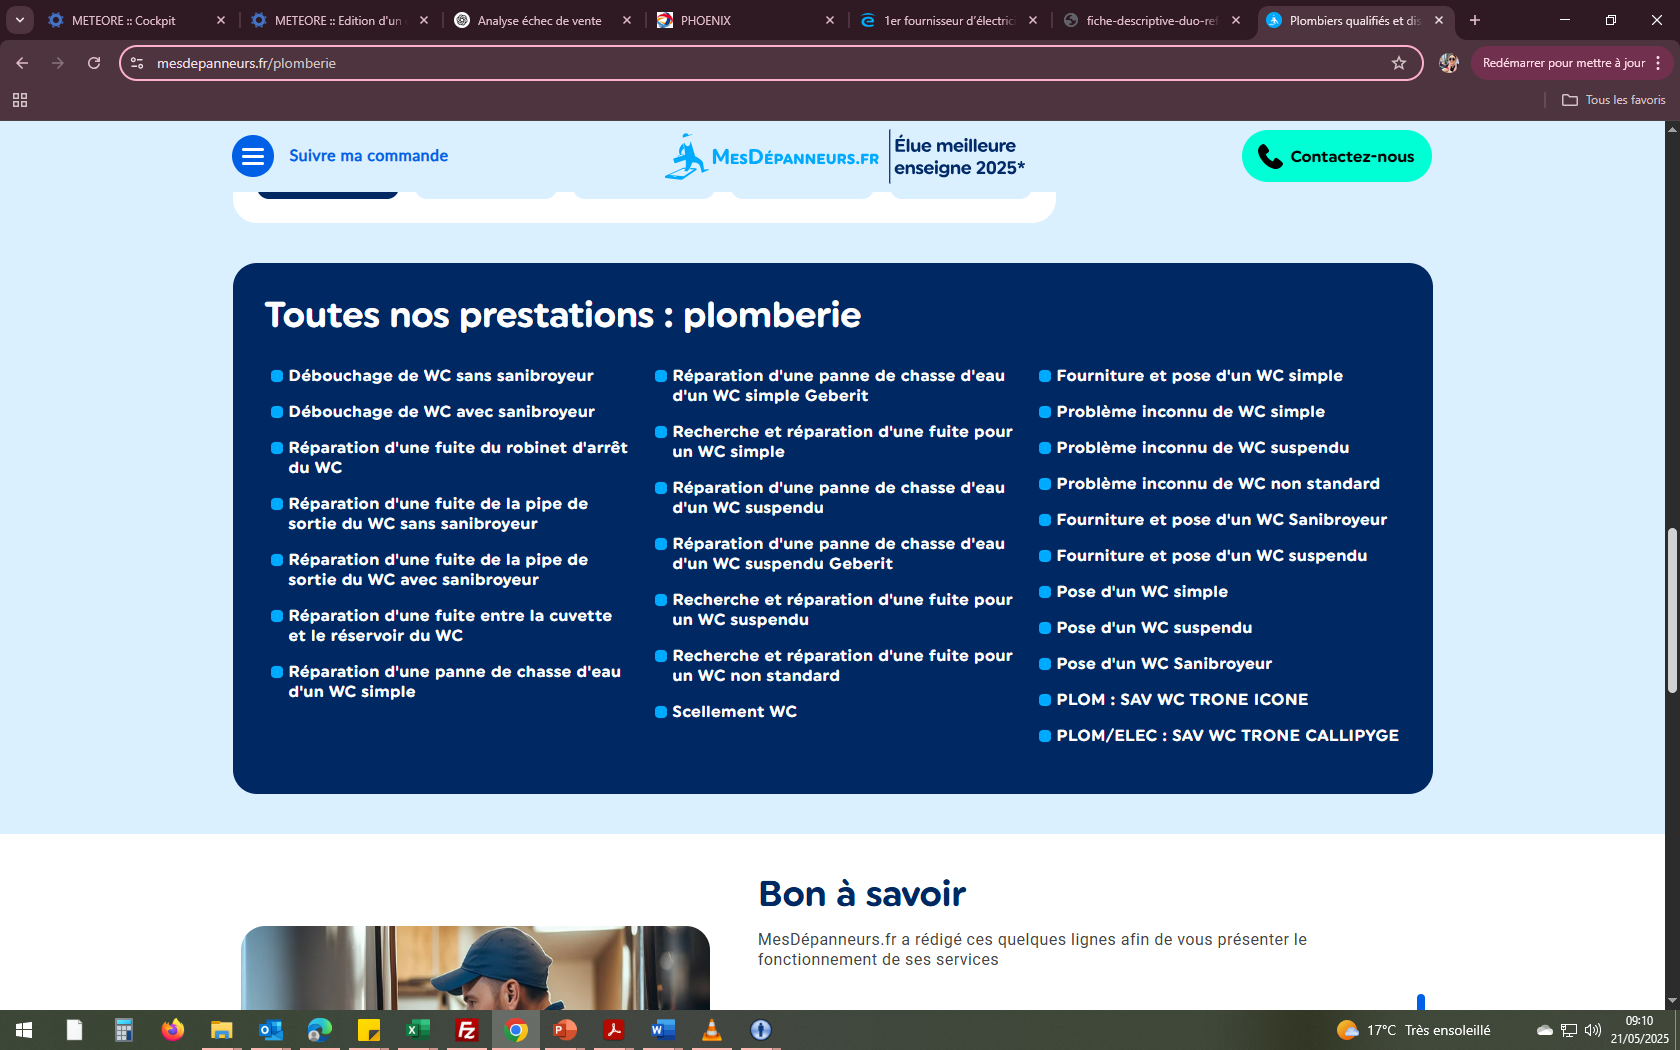 METEORE :: Cockpit
METEORE :: Edition d'un
Analyse échec de vente
PHOENIX
1er fournisseur d'électrici
fiche-descriptive-duo-ref
Plombiers qualifiés et dis
mesdepanneurs.fr/plomberie
Redémarrer pour mettre à jour
Tous les favoris
Suivre ma commande
MESDÉPANNEURS.FR
Élue meilleure
enseigne 2025*
Contactez-nous
Toutes nos prestations : plomberie
Débouchage de WC sans sanibroyeur
Débouchage de WC avec sanibroyeur
Réparation d'une fuite du robinet d'arrêt
du WC
Réparation d'une fuite de la pipe de
sortie du WC sans sanibroyeur
Réparation d'une fuite de la pipe de
sortie du WC avec sanibroyeur
Réparation d'une fuite entre la cuvette
et le réservoir du WC
Réparation d'une panne de chasse d'eau
d'un WC simple
Réparation d'une panne de chasse d'eau
d'un WC simple Geberit
Recherche et réparation d'une fuite pour
un WC simple
Réparation d'une panne de chasse d'eau
d'un WC suspendu
Réparation d'une panne de chasse d'eau
d'un WC suspendu Geberit
Recherche et réparation d'une fuite pour
un WC suspendu
Recherche et réparation d'une fuite pour
un WC non standard
Scellement WC
Fourniture et pose d'un WC simple
Problème inconnu de WC simple
Problème inconnu de WC suspendu
Problème inconnu de WC non standard
Fourniture et pose d'un WC Sanibroyeur
Fourniture et pose d'un WC suspendu
Pose d'un WC simple
Pose d'un WC suspendu
Pose d'un WC Sanibroyeur
PLOM : SAV WC TRONE ICONE
PLOM/ELEC : SAV WC TRONE CALLIPYGE
Bon à savoir
MesDépanneurs.fr a rédigé ces quelques lignes afin de vous présenter le
fonctionnement de ses services
17°C Très ensoleillé
09:10
21/05/2025